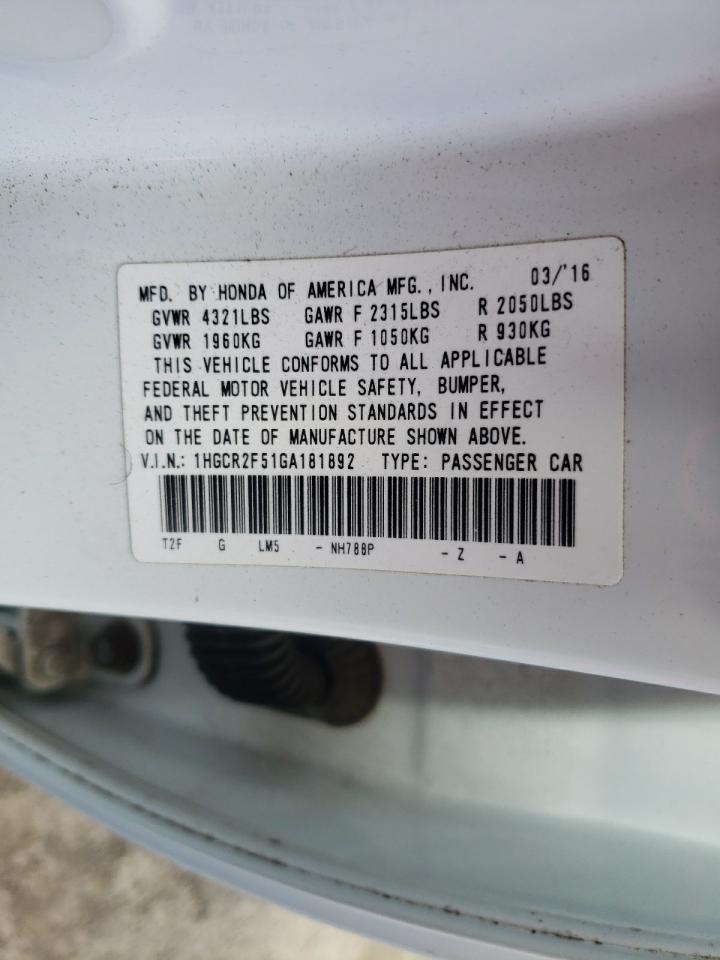 MFD. BY HONDA OF AMERICA MFG., INC. 03/'16
GVWR 4321LBS GAWR F 2315LBS R 2050LBS
GVWR 1960KG GAWR F 1050KG R 930KG
THIS VEHICLE CONFORMS TO ALL APPLICABLE
FEDERAL MOTOR VEHICLE SAFETY, BUMPER,
AND THEFT PREVENTION STANDARDS IN EFFECT
ON THE DATE OF MANUFACTURE SHOWN ABOVE.
V.I.N.: 1HGCR2F51GA181892 TYPE: PASSENGER CAR
T2F G LM5 - NH788P - Z - A